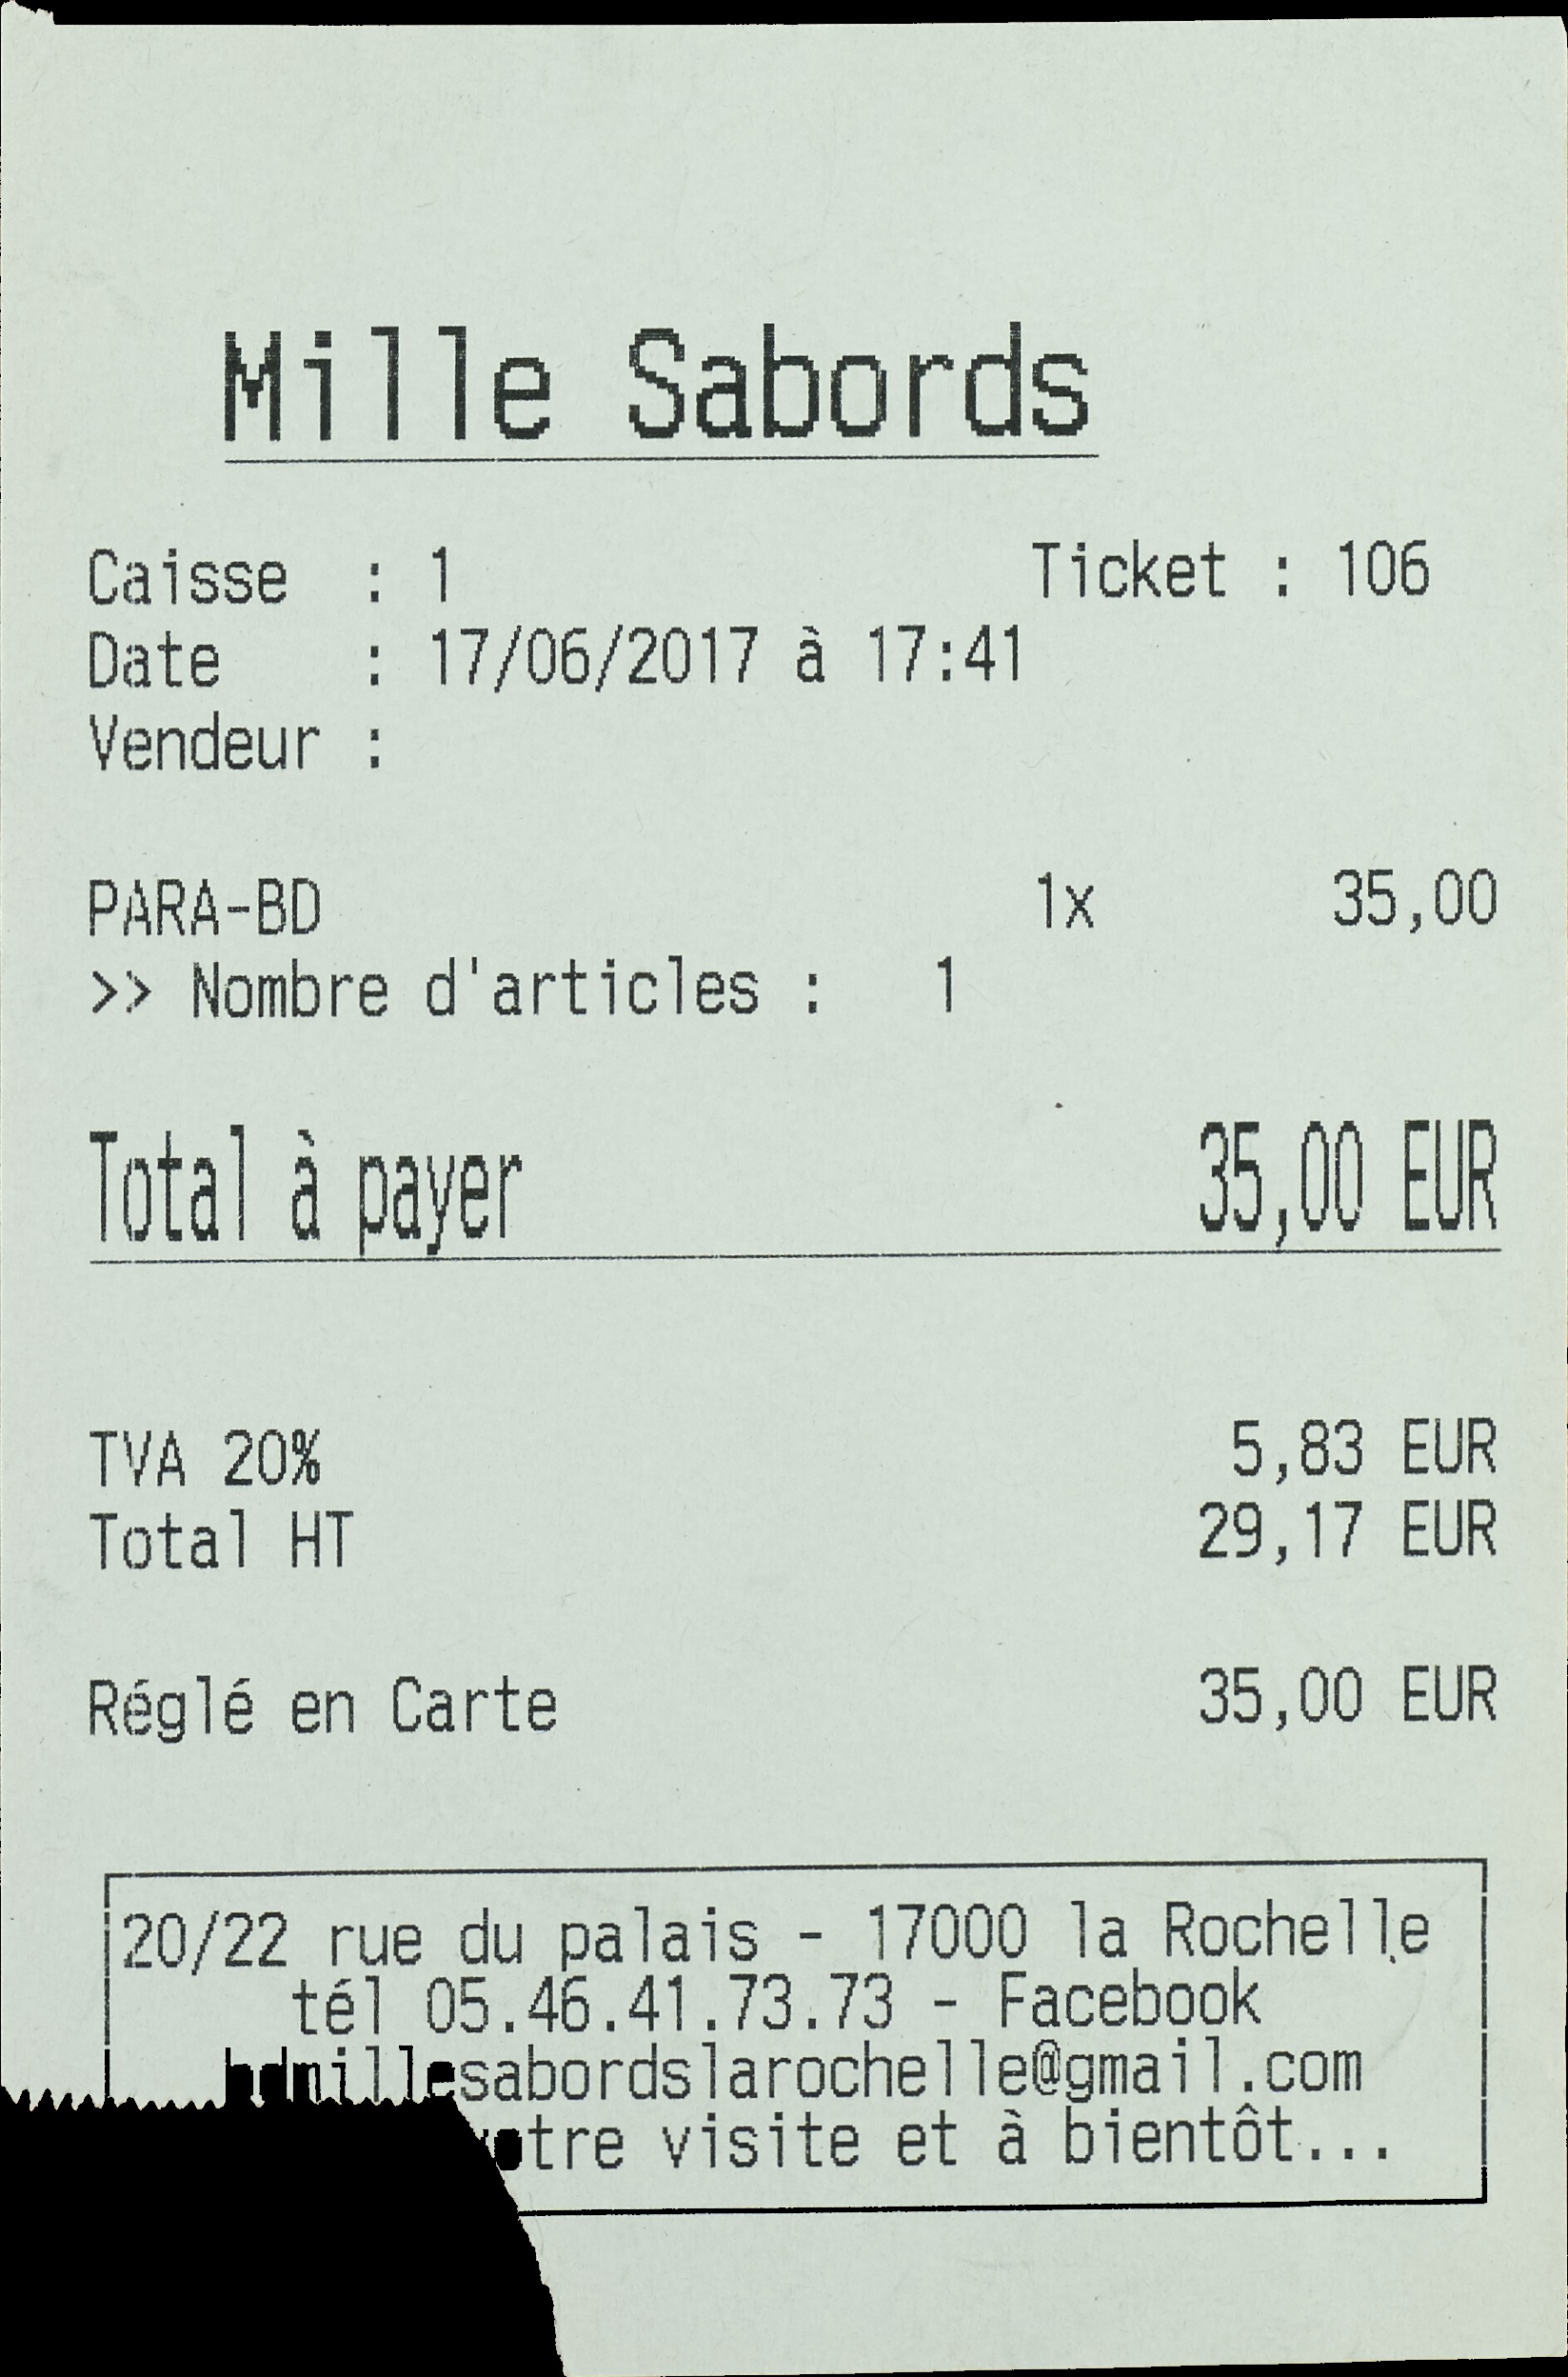 Mille Sabords
Caisse : 1 Ticket : 106
Date : 17/06/2017 à 17:41
Vendeur :
PARA-BD 1x 35,00
>> Nombre d'articles : 1
Total à payer 35,00 EUR
TVA 20% 5,83 EUR
Total HT 29,17 EUR
Réglé en Carte 35,00 EUR
20/22 rue du palais - 17000 la Rochelle
tél 05.46.41.73.73 - Facebook
bdmillesabordslarochelle@gmail.com
votre visite et à bientôt...